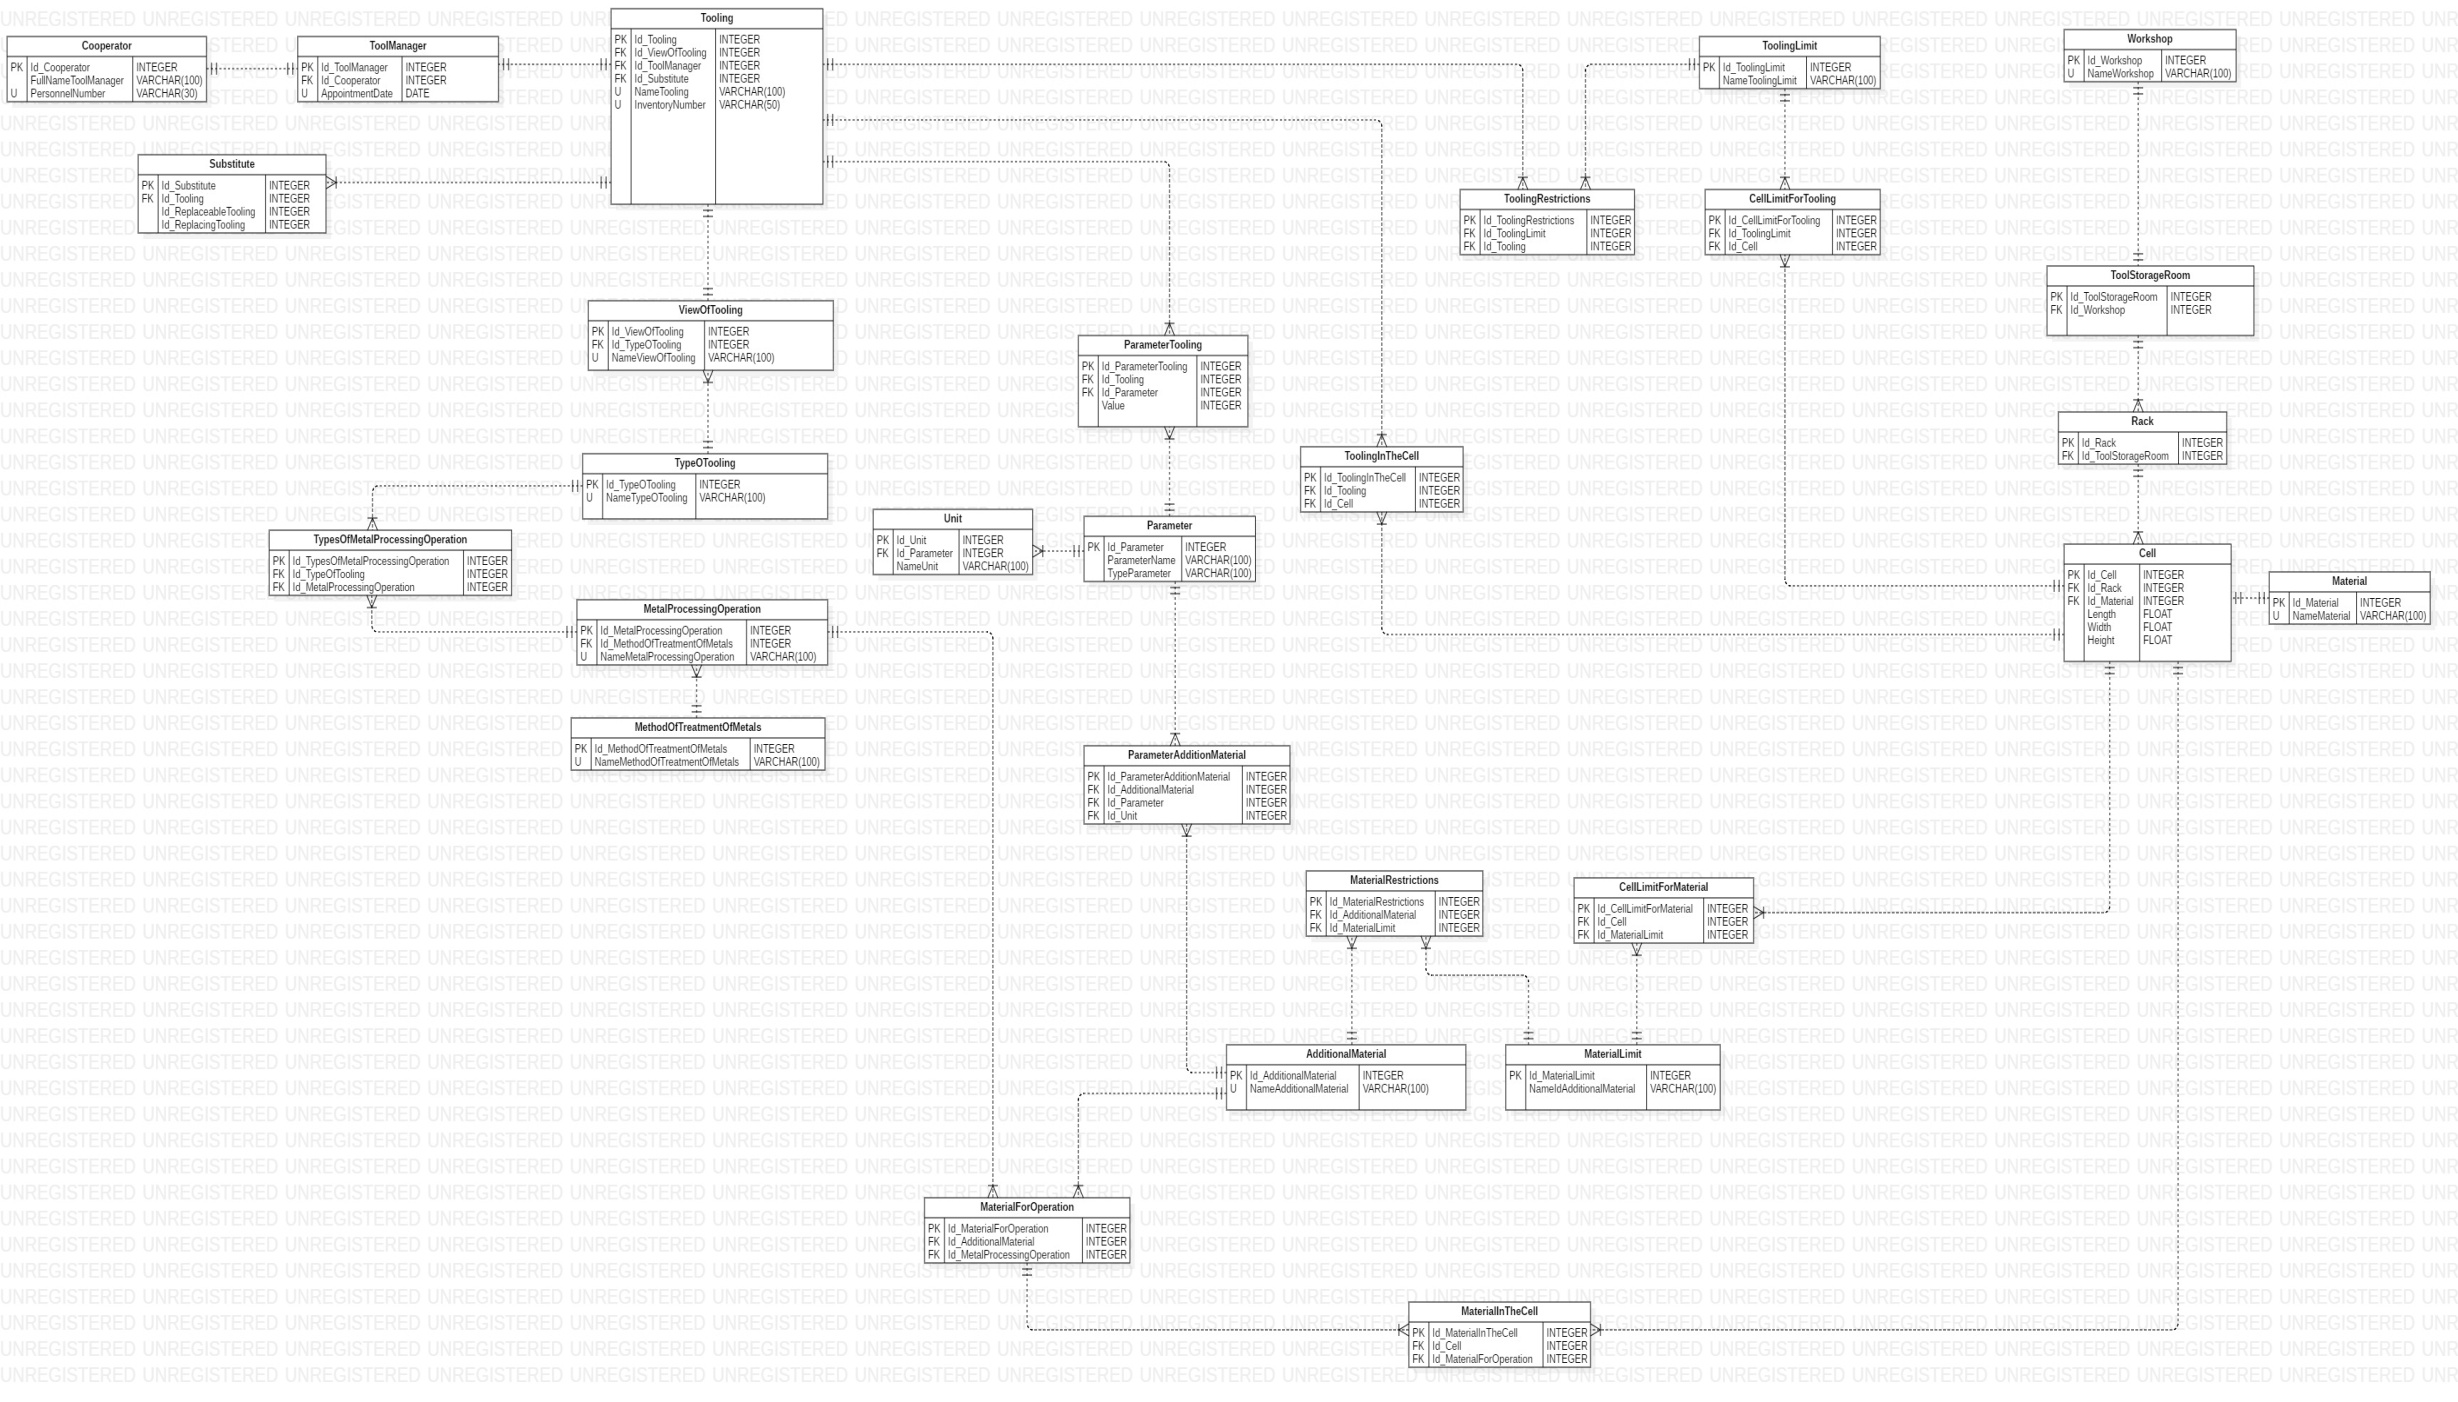 Cooperator
PK Id_Cooperator INTEGER
FullNameToolManager VARCHAR(100)
U PersonnelNumber VARCHAR(30)
ToolManager
PK Id_ToolManager INTEGER
FK Id_Cooperator INTEGER
U AppointmentDate DATE
Tooling
PK Id_Tooling INTEGER
FK Id_ViewOfTooling INTEGER
FK Id_ToolManager INTEGER
FK Id_Substitute INTEGER
U NameTooling VARCHAR(100)
U InventoryNumber VARCHAR(50)
ToolingLimit
PK Id_ToolingLimit INTEGER
NameToolingLimit VARCHAR(100)
Workshop
PK Id_Workshop INTEGER
U NameWorkshop VARCHAR(100)
Substitute
PK Id_Substitute INTEGER
FK Id_Tooling INTEGER
Id_ReplaceableTooling INTEGER
Id_ReplacingTooling INTEGER
ToolingRestrictions
PK Id_ToolingRestrictions INTEGER
FK Id_ToolingLimit INTEGER
FK Id_Tooling INTEGER
CellLimitForTooling
PK Id_CellLimitForTooling INTEGER
FK Id_ToolingLimit INTEGER
FK Id_Cell INTEGER
ToolStorageRoom
PK Id_ToolStorageRoom INTEGER
FK Id_Workshop INTEGER
ViewOfTooling
PK Id_ViewOfTooling INTEGER
FK Id_TypeOTooling INTEGER
U NameViewOfTooling VARCHAR(100)
ParameterTooling
PK Id_ParameterTooling INTEGER
FK Id_Tooling INTEGER
FK Id_Parameter INTEGER
Value INTEGER
Rack
PK Id_Rack INTEGER
FK Id_ToolStorageRoom INTEGER
TypeOTooling
PK Id_TypeOTooling INTEGER
U NameTypeOTooling VARCHAR(100)
ToolingInTheCell
PK Id_ToolingInTheCell INTEGER
FK Id_Tooling INTEGER
FK Id_Cell INTEGER
Unit
PK Id_Unit INTEGER
FK Id_Parameter INTEGER
NameUnit VARCHAR(100)
Parameter
PK Id_Parameter INTEGER
ParameterName VARCHAR(100)
TypeParameter VARCHAR(100)
TypesOfMetalProcessingOperation
PK Id_TypesOfMetalProcessingOperation INTEGER
FK Id_TypeOfTooling INTEGER
FK Id_MetalProcessingOperation INTEGER
Cell
PK Id_Cell INTEGER
FK Id_Rack INTEGER
FK Id_Material INTEGER
Length FLOAT
Width FLOAT
Height FLOAT
Material
PK Id_Material INTEGER
U NameMaterial VARCHAR(100)
MetalProcessingOperation
PK Id_MetalProcessingOperation INTEGER
FK Id_MethodOfTreatmentOfMetals INTEGER
U NameMetalProcessingOperation VARCHAR(100)
MethodOfTreatmentOfMetals
PK Id_MethodOfTreatmentOfMetals INTEGER
U NameMethodOfTreatmentOfMetals VARCHAR(100)
ParameterAdditionMaterial
PK Id_ParameterAdditionMaterial INTEGER
FK Id_AdditionalMaterial INTEGER
FK Id_Parameter INTEGER
FK Id_Unit INTEGER
MaterialRestrictions
PK Id_MaterialRestrictions INTEGER
FK Id_AdditionalMaterial INTEGER
FK Id_MaterialLimit INTEGER
CellLimitForMaterial
PK Id_CellLimitForMaterial INTEGER
FK Id_Cell INTEGER
FK Id_MaterialLimit INTEGER
AdditionalMaterial
PK Id_AdditionalMaterial INTEGER
U NameAdditionalMaterial VARCHAR(100)
MaterialLimit
PK Id_MaterialLimit INTEGER
NameIdAdditionalMaterial VARCHAR(100)
MaterialForOperation
PK Id_MaterialForOperation INTEGER
FK Id_AdditionalMaterial INTEGER
FK Id_MetalProcessingOperation INTEGER
MaterialInTheCell
PK Id_MaterialInTheCell INTEGER
FK Id_Cell INTEGER
FK Id_MaterialForOperation INTEGER
UNREGISTERED